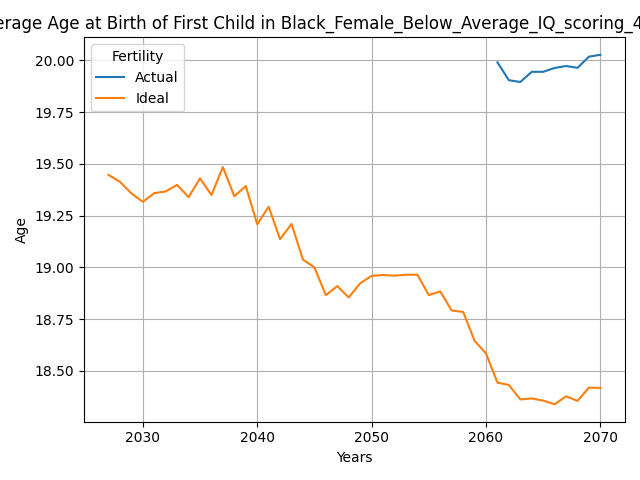 erage Age at Birth of First Child in Black_Female_Below_Average_IQ_scoring_4
Fertility
Actual
Ideal
20.00
19.75
19.50
19.25
19.00
18.75
18.50
Age
2030 2040 2050 2060 2070
Years